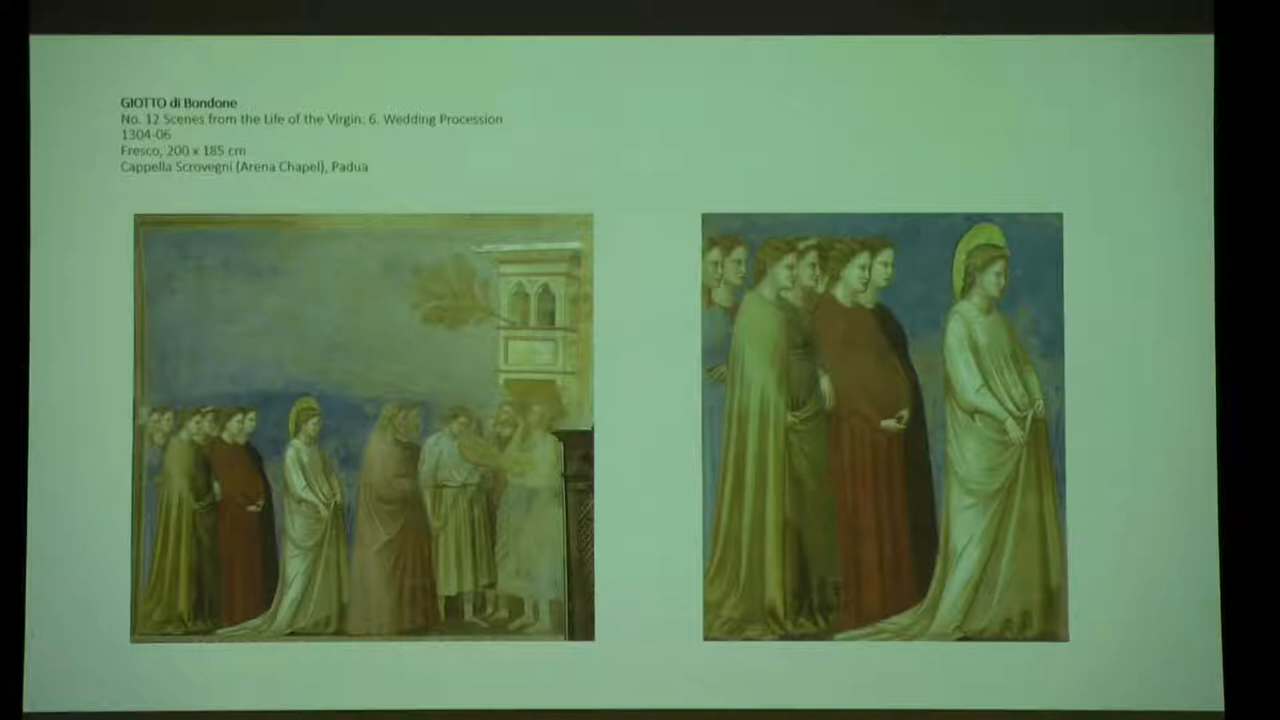 GIOTTO di Bondone
No. 12 Scenes from the Life of the Virgin: 6. Wedding Procession
1304-06
Fresco, 200 x 185 cm
Cappella Scrovegni (Arena Chapel), Padua